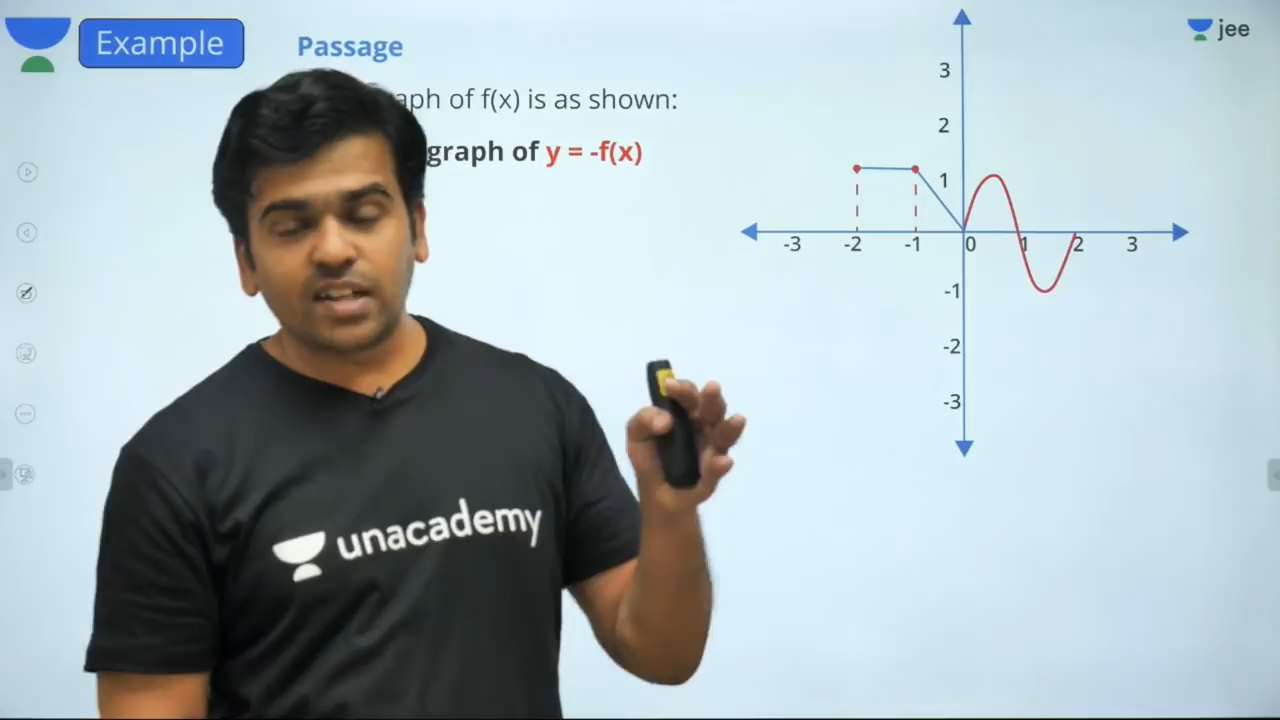 Example
Passage
jee
aph of f(x) is as shown:
graph of y = -f(x)
3
2
1
-3 -2 -1 0 1 2 3
-1
-2
-3
unacademy